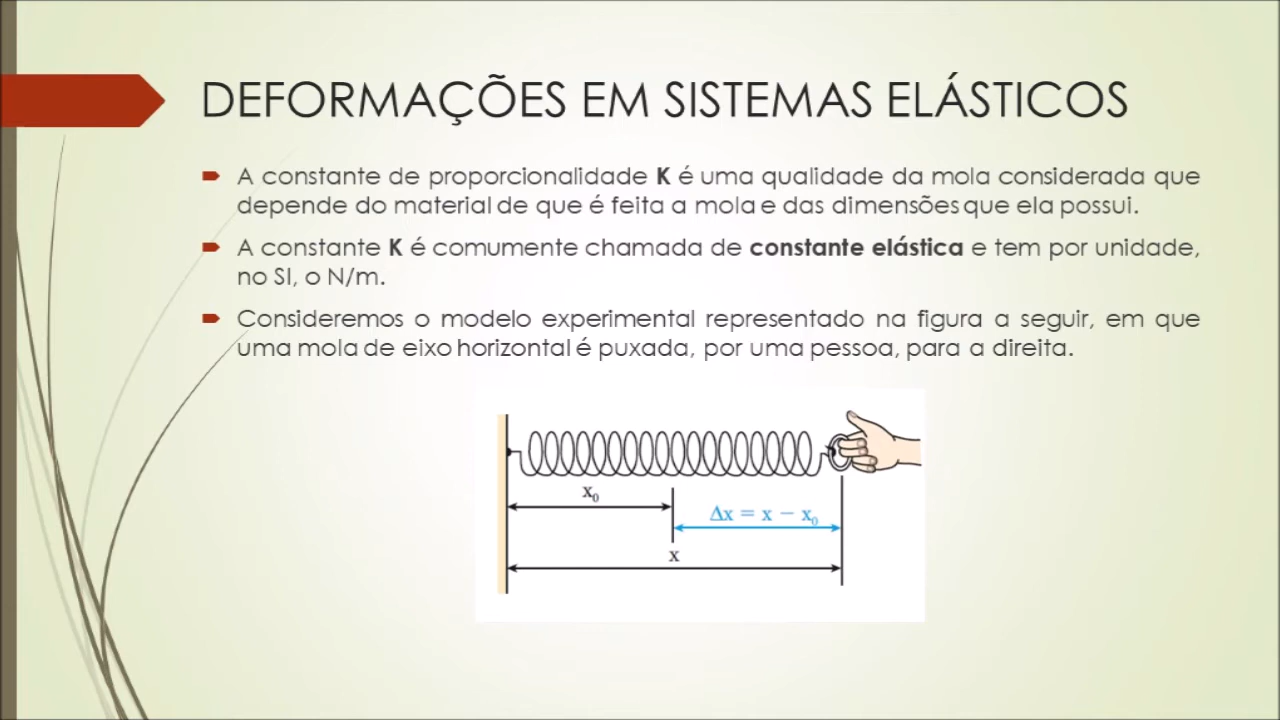 DEFORMAÇÕES EM SISTEMAS ELÁSTICOS
A constante de proporcionalidade K é uma qualidade da mola considerada que
depende do material de que é feita a mola e das dimensões que ela possui.
A constante K é comumente chamada de constante elástica e tem por unidade,
no SI, o N/m.
Consideremos o modelo experimental representado na figura a seguir, em que
uma mola de eixo horizontal é puxada, por uma pessoa, para a direita.
x₀
Δx = x − x₀
x